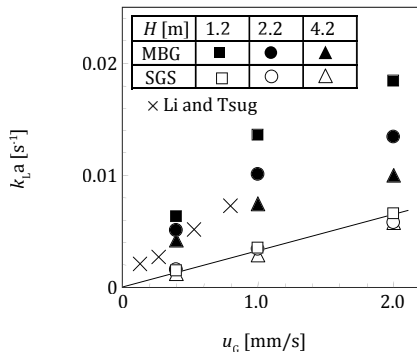 H [m] 1.2 2.2 4.2
MBG
SGS
× Li and Tsug
0.02
0.01
0
0
1.0
2.0
k_L a [s⁻¹]
u_G [mm/s]